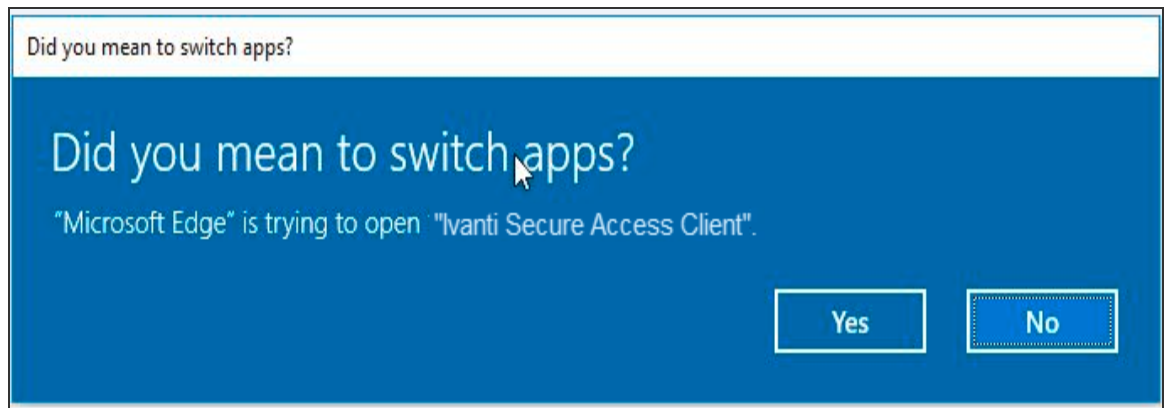 Did you mean to switch apps?
Did you mean to switch apps?
"Microsoft Edge" is trying to open "Ivanti Secure Access Client".
Yes No